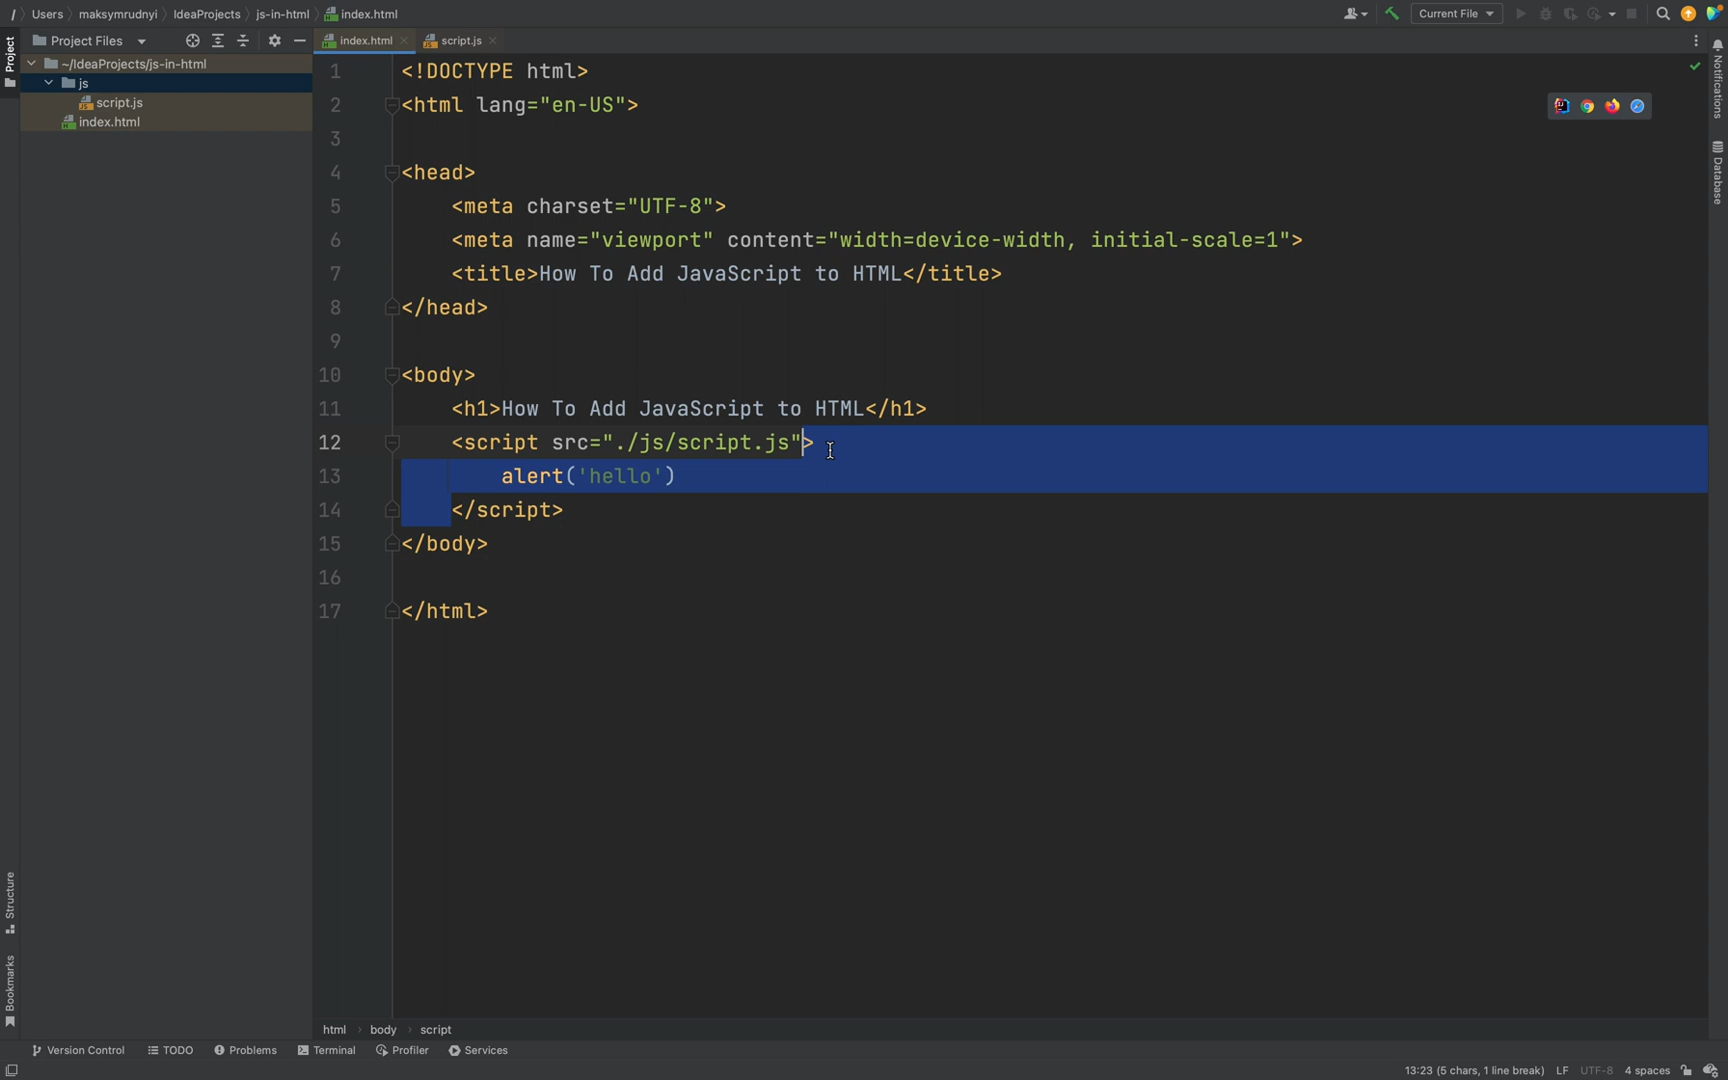 / Users maksymrudnyi IdeaProjects js-in-html index.html Current File
Project Files index.html script.js
Project
~/IdeaProjects/js-in-html
js
script.js
index.html
1 <!DOCTYPE html>
2 <html lang="en-US">
3
4 <head>
5 <meta charset="UTF-8">
6 <meta name="viewport" content="width=device-width, initial-scale=1">
7 <title>How To Add JavaScript to HTML</title>
8 </head>
9
10 <body>
11 <h1>How To Add JavaScript to HTML</h1>
12 <script src="./js/script.js">
13 alert('hello')
14 </script>
15 </body>
16
17 </html>
Notifications
Database
Structure
Bookmarks
html body script
Version Control TODO Problems Terminal Profiler Services
13:23 (5 chars, 1 line break) LF UTF-8 4 spaces